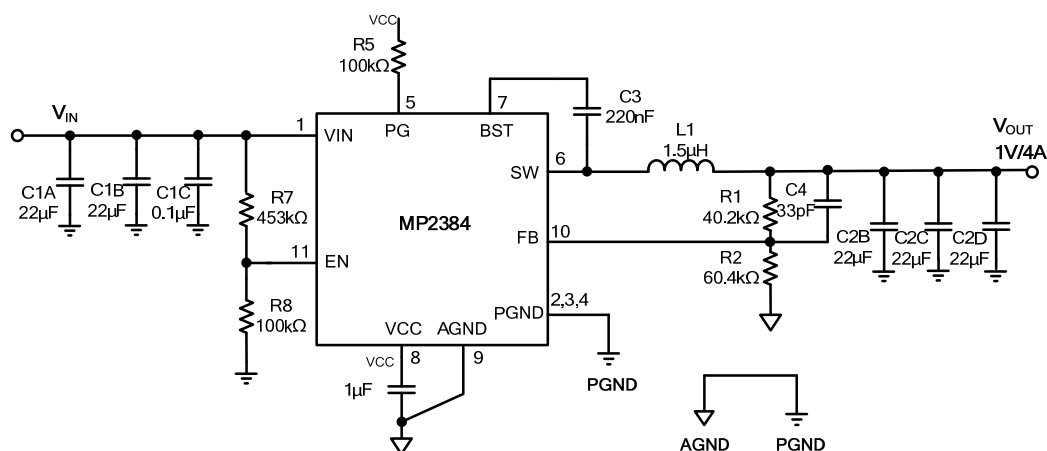 VCC
R5
100kΩ
5
7
C3
220nF
V_IN
1
VIN
PG
BST
L1
1.5µH
V_OUT
1V/4A
6
SW
C1A
22µF
C1B
22µF
C1C
0.1µF
R7
453kΩ
MP2384
R1
40.2kΩ
C4
33pF
FB
10
11
EN
R2
60.4kΩ
C2B
22µF
C2C
22µF
C2D
22µF
R8
100kΩ
PGND
2,3,4
VCC
AGND
VCC
8
9
1µF
PGND
AGND
PGND